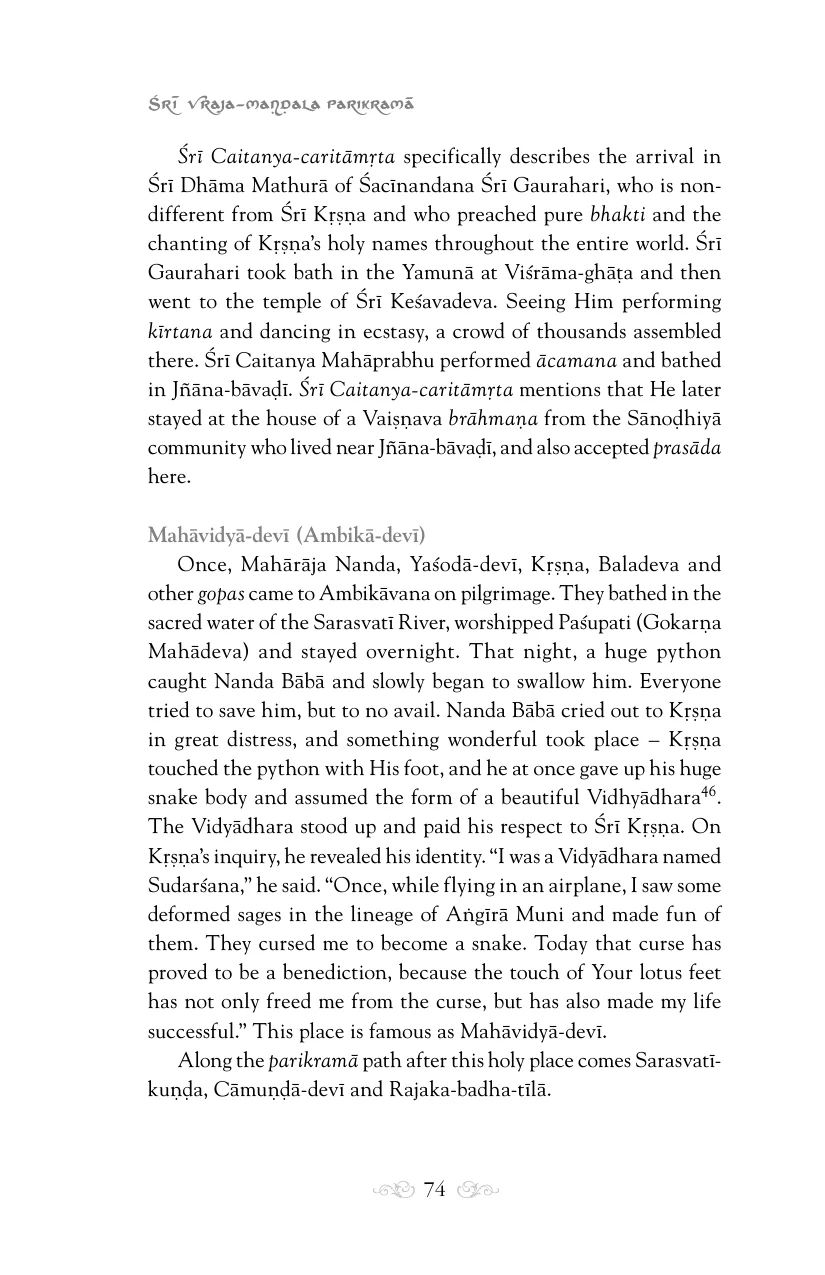 Śrī Vraja-maṇḍala Parikramā
Śrī Caitanya-caritāmṛta specifically describes the arrival in
Śrī Dhāma Mathurā of Śacīnandana Śrī Gaurahari, who is non-
different from Śrī Kṛṣṇa and who preached pure bhakti and the
chanting of Kṛṣṇa’s holy names throughout the entire world. Śrī
Gaurahari took bath in the Yamunā at Viśrāma-ghāṭa and then
went to the temple of Śrī Keśavadeva. Seeing Him performing
kīrtana and dancing in ecstasy, a crowd of thousands assembled
there. Śrī Caitanya Mahāprabhu performed ācamana and bathed
in Jñāna-bāvaḍī. Śrī Caitanya-caritāmṛta mentions that He later
stayed at the house of a Vaiṣṇava brāhmaṇa from the Sānoḍhiyā
community who lived near Jñāna-bāvaḍī, and also accepted prasāda
here.
Mahāvidyā-devī (Ambikā-devī)
Once, Mahārāja Nanda, Yaśodā-devī, Kṛṣṇa, Baladeva and
other gopas came to Ambikāvana on pilgrimage. They bathed in the
sacred water of the Sarasvatī River, worshipped Paśupati (Gokarṇa
Mahādeva) and stayed overnight. That night, a huge python
caught Nanda Bābā and slowly began to swallow him. Everyone
tried to save him, but to no avail. Nanda Bābā cried out to Kṛṣṇa
in great distress, and something wonderful took place – Kṛṣṇa
touched the python with His foot, and he at once gave up his huge
snake body and assumed the form of a beautiful Vidhyādhara46.
The Vidyādhara stood up and paid his respect to Śrī Kṛṣṇa. On
Kṛṣṇa’s inquiry, he revealed his identity. “I was a Vidyādhara named
Sudarśana,” he said. “Once, while flying in an airplane, I saw some
deformed sages in the lineage of Aṅgīrā Muni and made fun of
them. They cursed me to become a snake. Today that curse has
proved to be a benediction, because the touch of Your lotus feet
has not only freed me from the curse, but has also made my life
successful.” This place is famous as Mahāvidyā-devī.
Along the parikramā path after this holy place comes Sarasvatī-
kuṇḍa, Cāmuṇḍā-devī and Rajaka-badha-tīlā.
74